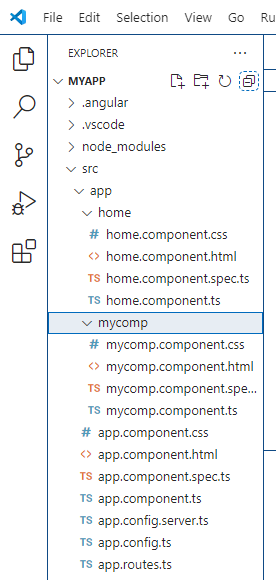 File Edit Selection View Go Ru
EXPLORER ...
MYAPP
.angular
.vscode
node_modules
src
app
home
# home.component.css
<> home.component.html
TS home.component.spec.ts
TS home.component.ts
mycomp
# mycomp.component.css
<> mycomp.component.html
TS mycomp.component.spe...
TS mycomp.component.ts
# app.component.css
<> app.component.html
TS app.component.spec.ts
TS app.component.ts
TS app.config.server.ts
TS app.config.ts
TS app.routes.ts